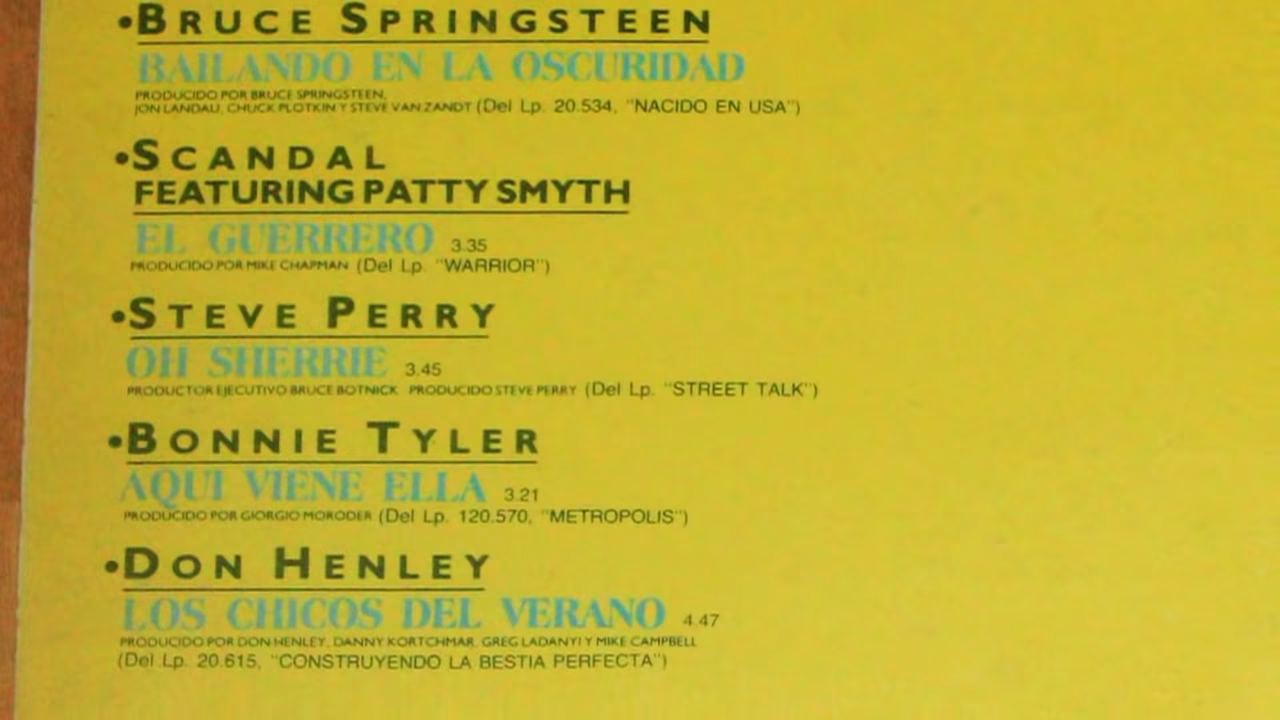 •BRUCE SPRINGSTEEN
BAILANDO EN LA OSCURIDAD
PRODUCIDO POR BRUCE SPRINGSTEEN,
JON LANDAU, CHUCK PLOTKIN Y STEVE VAN ZANDT (Del Lp. 20.534, "NACIDO EN USA")
•SCANDAL
FEATURING PATTY SMYTH
EL GUERRERO 3.35
PRODUCIDO POR MIKE CHAPMAN (Del Lp. "WARRIOR")
•STEVE PERRY
OH SHERRIE 3.45
PRODUCTOR EJECUTIVO BRUCE BOTNICK PRODUCIDO STEVE PERRY (Del Lp. "STREET TALK")
•BONNIE TYLER
AQUI VIENE ELLA 3.21
PRODUCIDO POR GIORGIO MORODER (Del Lp. 120.570, "METROPOLIS")
•DON HENLEY
LOS CHICOS DEL VERANO 4.47
PRODUCIDO POR DON HENLEY, DANNY KORTCHMAR, GREG LADANYI Y MIKE CAMPBELL
(Del Lp. 20.615, "CONSTRUYENDO LA BESTIA PERFECTA")